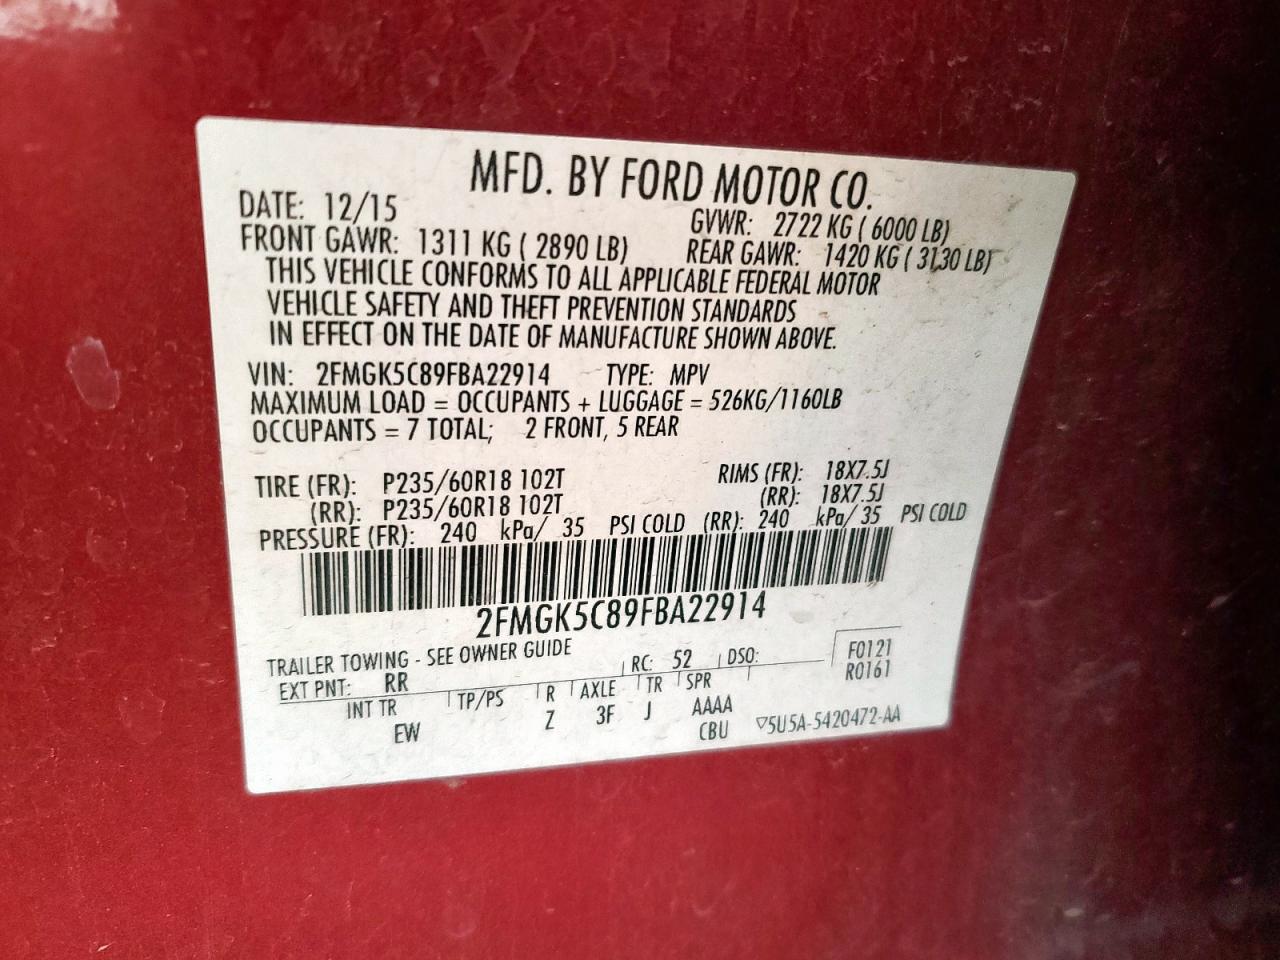 MFD. BY FORD MOTOR CO.
DATE: 12/15 GVWR: 2722 KG ( 6000 LB)
FRONT GAWR: 1311 KG ( 2890 LB) REAR GAWR: 1420 KG ( 3130 LB)
THIS VEHICLE CONFORMS TO ALL APPLICABLE FEDERAL MOTOR
VEHICLE SAFETY AND THEFT PREVENTION STANDARDS
IN EFFECT ON THE DATE OF MANUFACTURE SHOWN ABOVE.
VIN: 2FMGK5C89FBA22914 TYPE: MPV
MAXIMUM LOAD = OCCUPANTS + LUGGAGE = 526KG/1160LB
OCCUPANTS = 7 TOTAL; 2 FRONT, 5 REAR
TIRE (FR): P235/60R18 102T RIMS (FR): 18X7.5J
(RR): P235/60R18 102T (RR): 18X7.5J
PRESSURE (FR): 240 kPa/ 35 PSI COLD (RR): 240 kPa/ 35 PSI COLD
2FMGK5C89FBA22914
TRAILER TOWING - SEE OWNER GUIDE
EXT PNT: RR RC: 52 DSO: F0121
R0161
INT TR TP/PS R AXLE TR SPR
EW Z 3F J AAAA
CBU ▽5U5A-5420472-AA